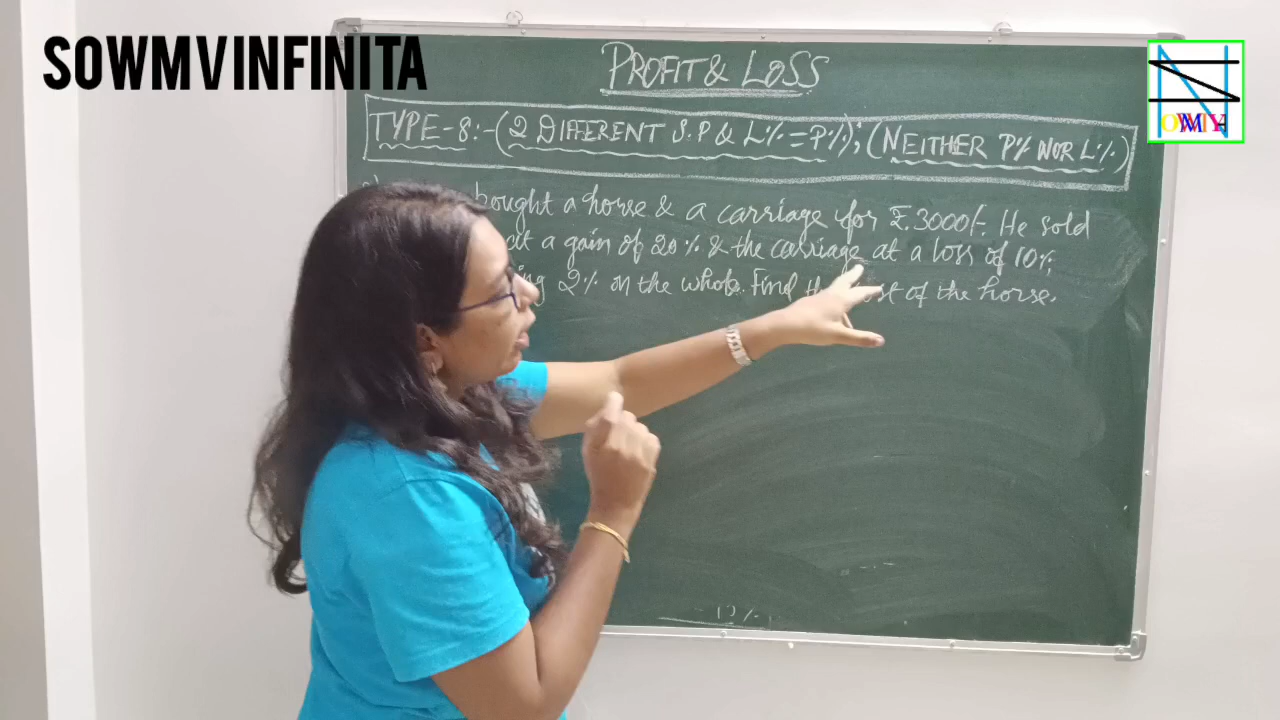 SOWMVINFINITA
PROFIT & LOSS
TYPE-8:-(2 DIFFERENT S.P & L% = P%); (NEITHER P% NOR L%)
bought a horse & a carriage for ₹.3000/-. He sold
at a gain of 20% & the carriage at a loss of 10%,
2% on the whole. Find the cost of the horse.